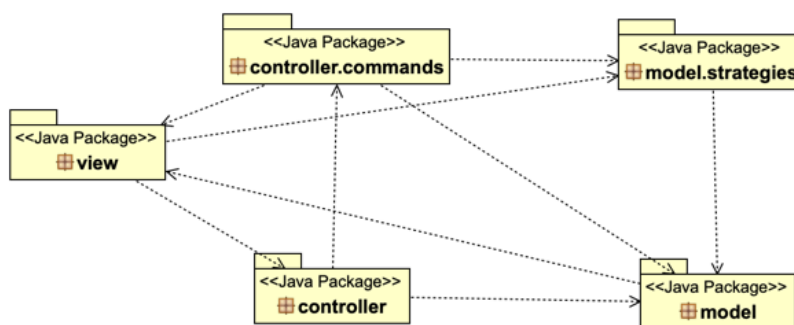 <<Java Package>>
controller.commands
<<Java Package>>
model.strategies
<<Java Package>>
view
<<Java Package>>
controller
<<Java Package>>
model